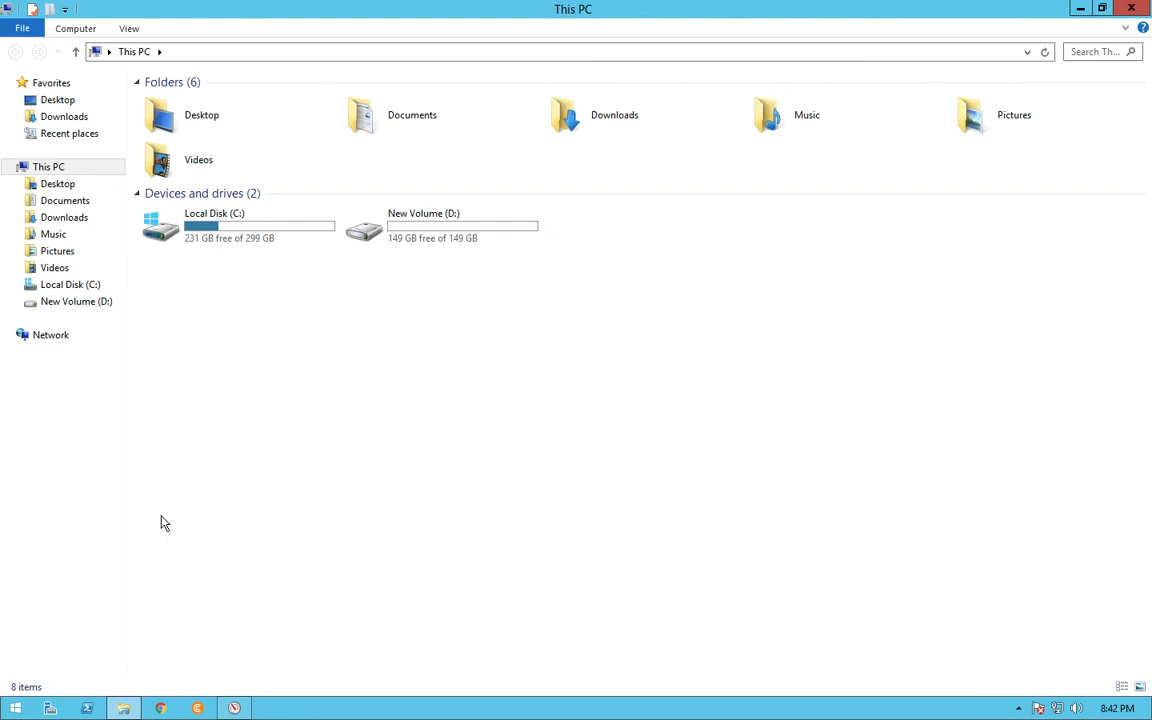 This PC
File
Computer
View
This PC
Search Th...
Favorites
Desktop
Downloads
Recent places
This PC
Desktop
Documents
Downloads
Music
Pictures
Videos
Local Disk (C:)
New Volume (D:)
Network
Folders (6)
Desktop
Documents
Downloads
Music
Pictures
Videos
Devices and drives (2)
Local Disk (C:)
231 GB free of 299 GB
New Volume (D:)
149 GB free of 149 GB
8 items
8:42 PM